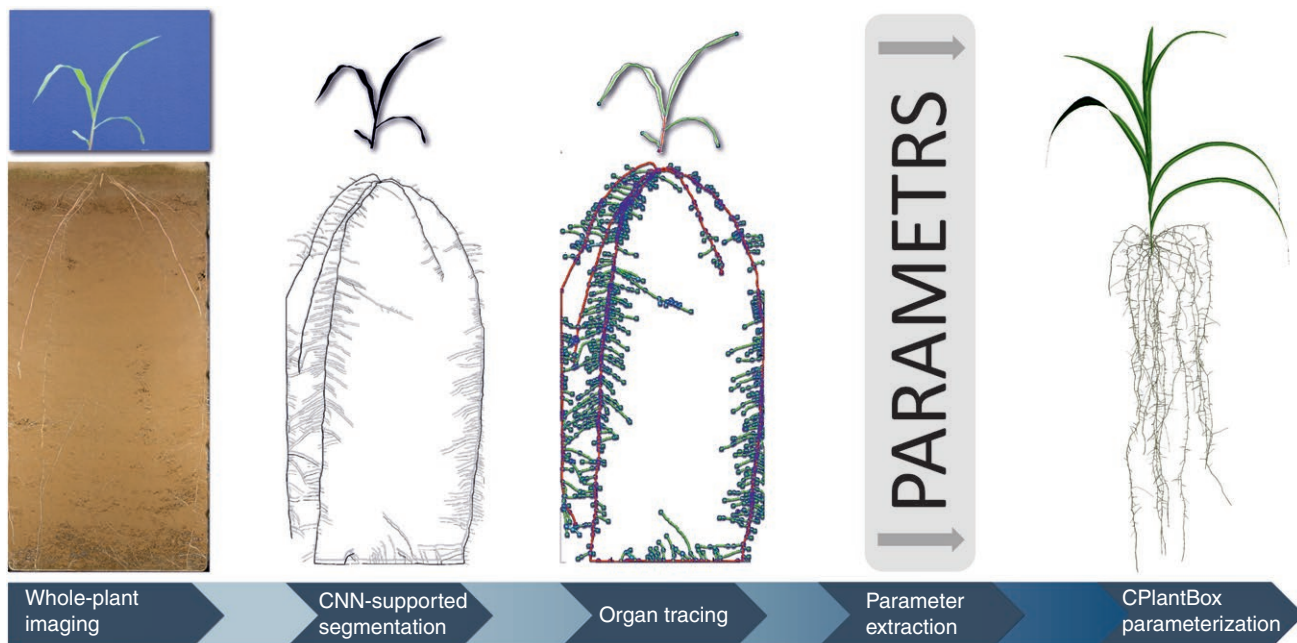 PARAMETRS
Whole-plant
imaging
CNN-supported
segmentation
Organ tracing
Parameter
extraction
CPlantBox
parameterization